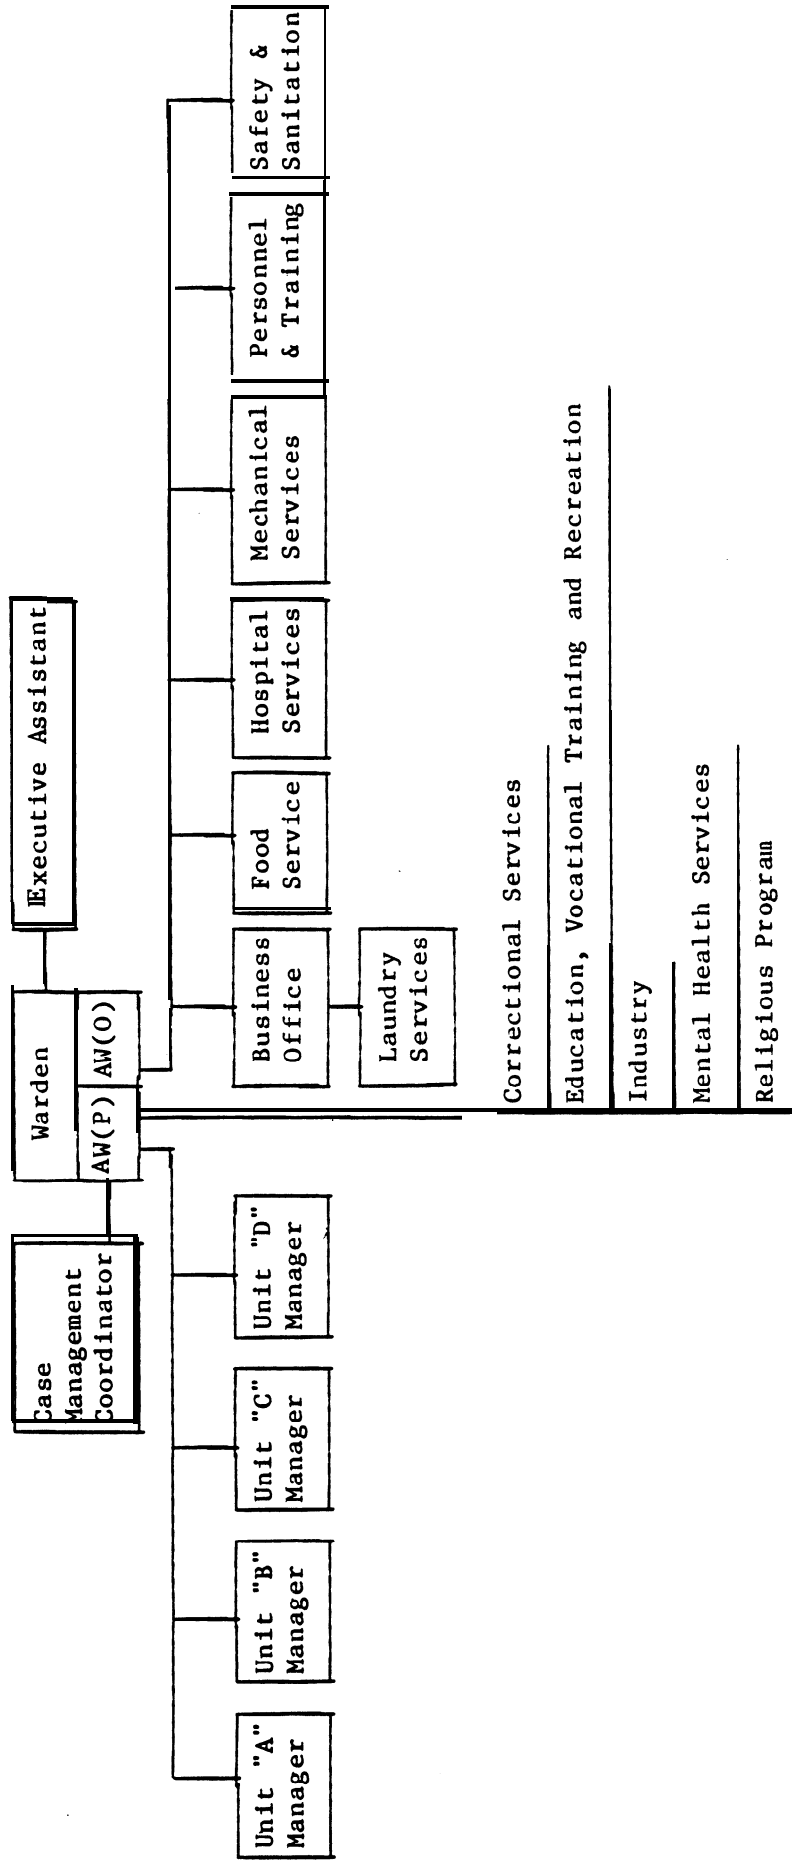 Warden
AW(P) AW(O)
Executive Assistant
Case
Management
Coordinator
Unit "A"
Manager
Unit "B"
Manager
Unit "C"
Manager
Unit "D"
Manager
Business
Office
Food
Service
Hospital
Services
Mechanical
Services
Personnel
& Training
Safety &
Sanitation
Laundry
Services
Correctional Services
Education, Vocational Training and Recreation
Industry
Mental Health Services
Religious Program